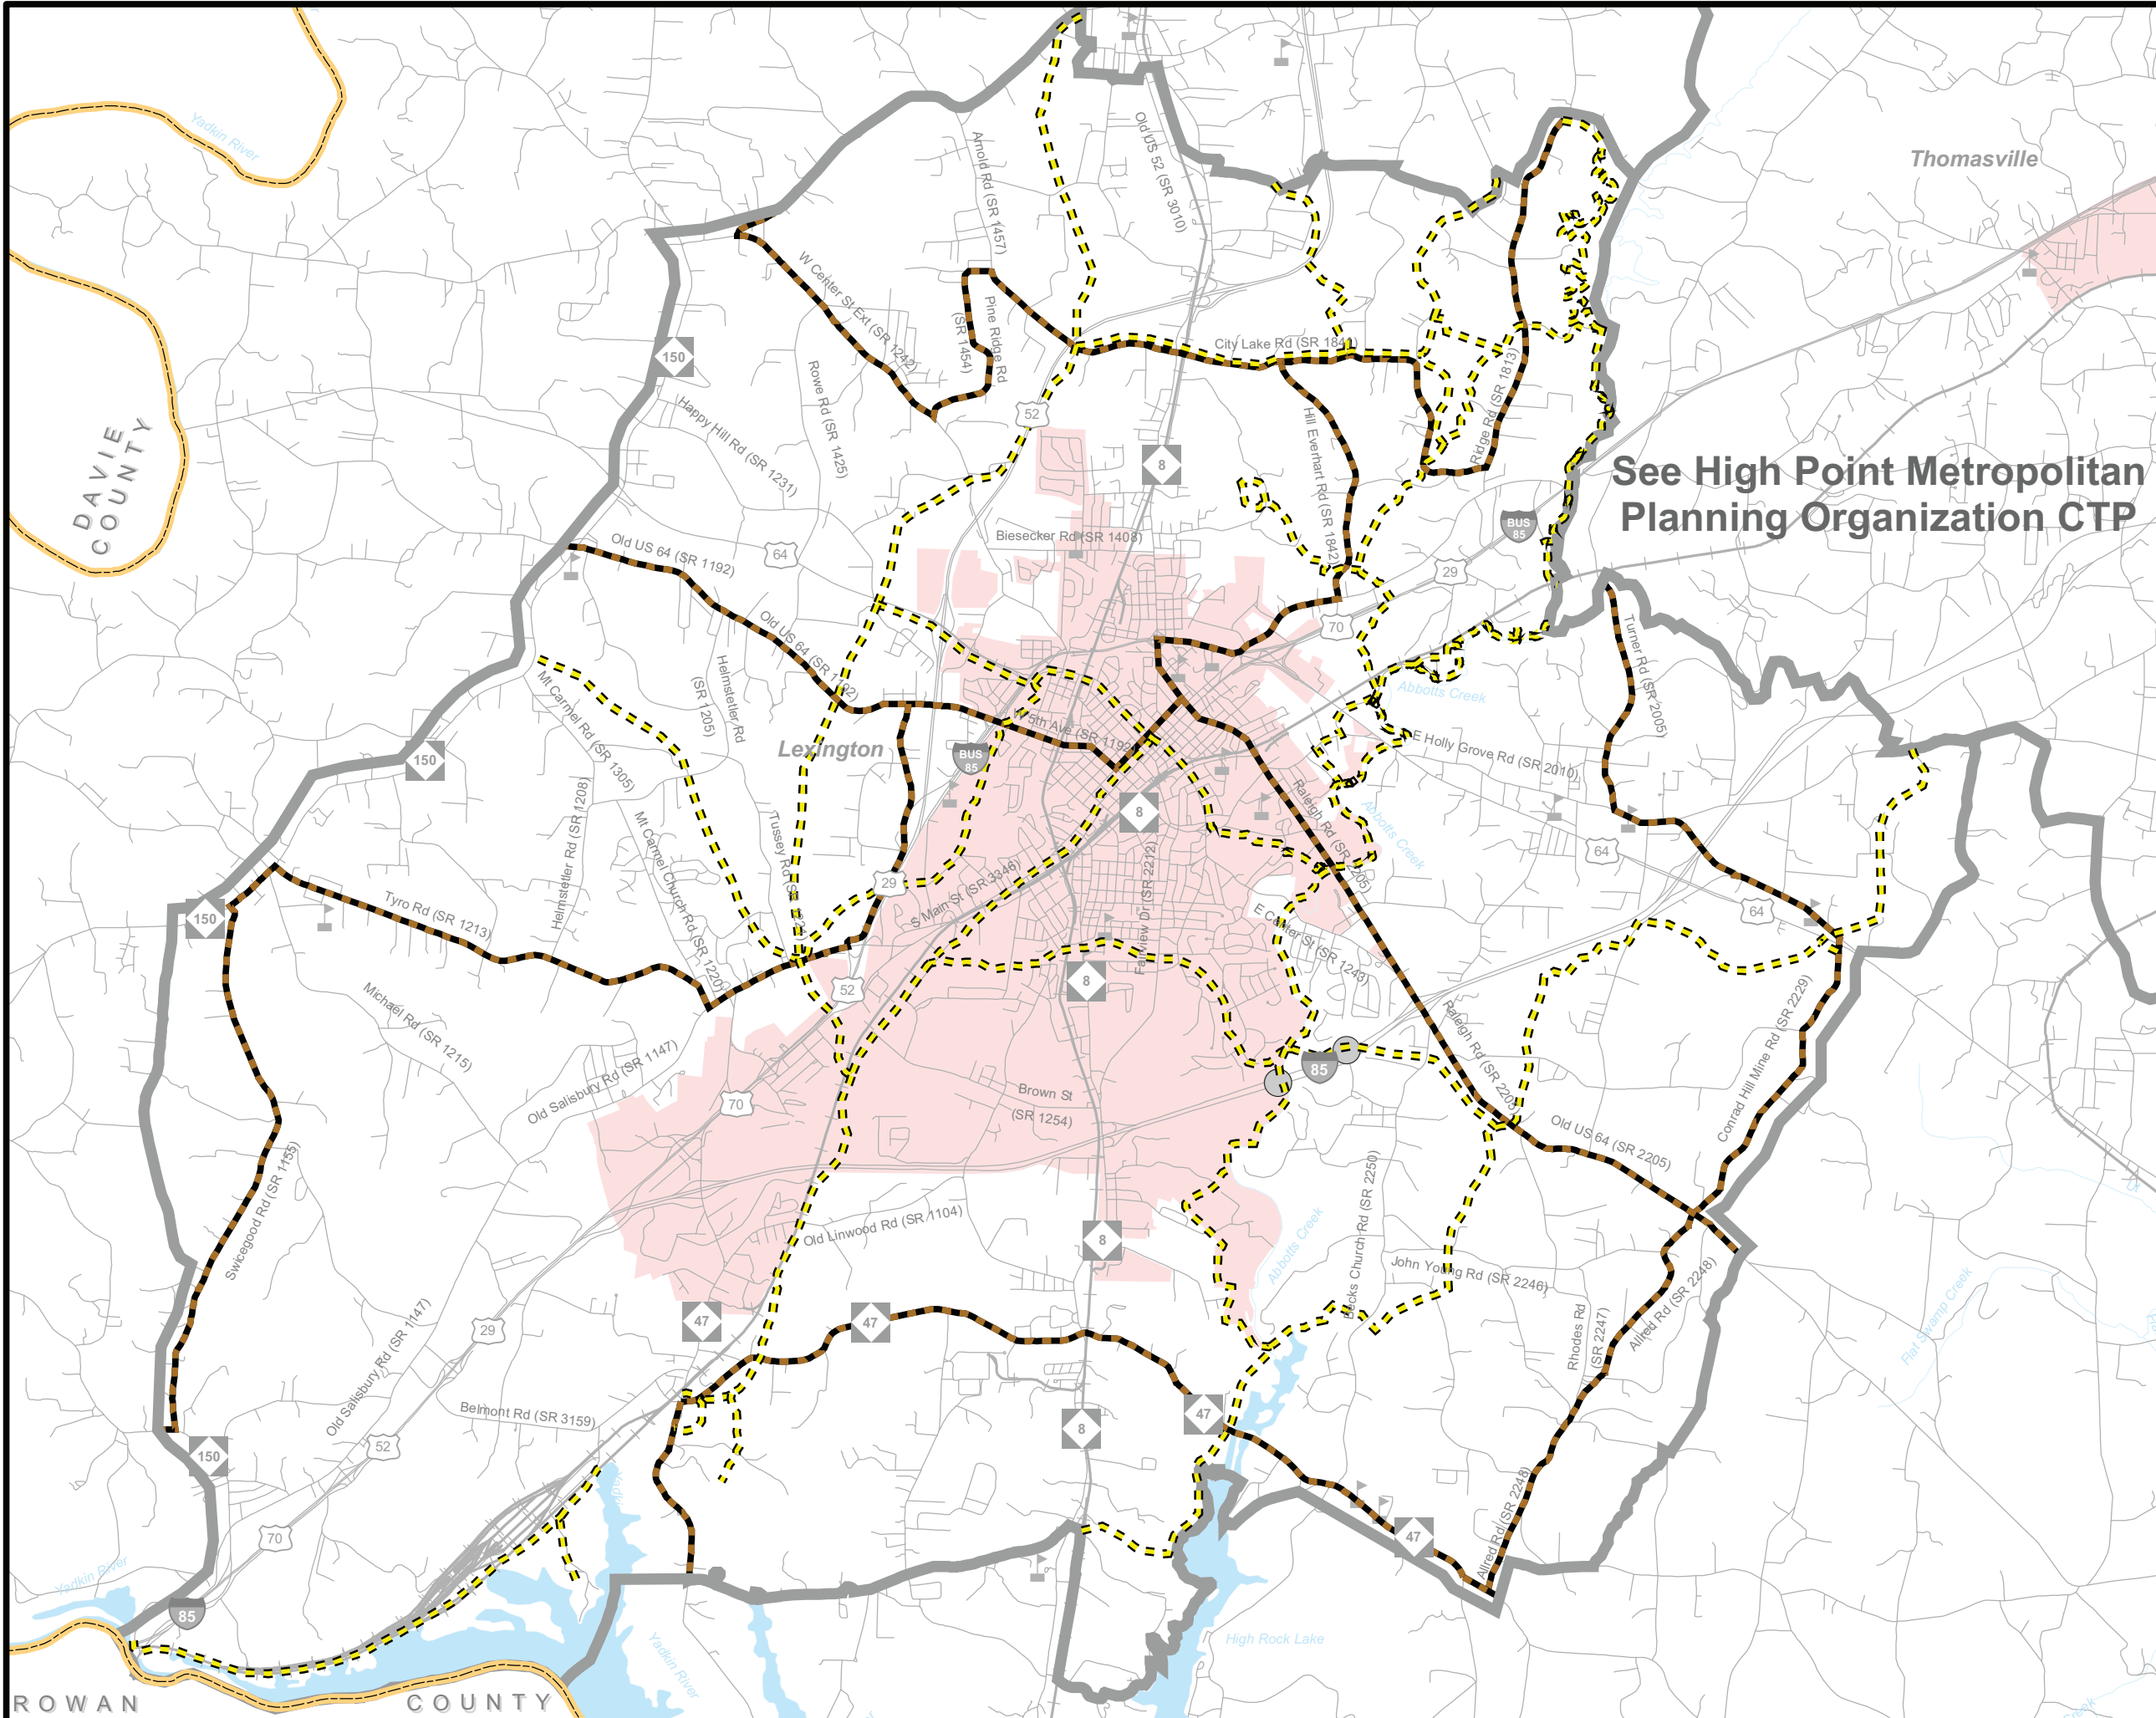 Thomasville
Yadkin River
Arnold Rd (SR 1457)
Old US 52 (SR 3010)
W Center St Ext (SR 1242)
Pine Ridge Rd
(SR 1454)
City Lake Rd (SR 1841)
150
Rowe Rd (SR 1425)
Happy Hill Rd (SR 1231)
52
Hill Everhart Rd (SR 1842)
Ridge Rd (SR 1813)
DAVIE
COUNTY
8
See High Point Metropolitan
Planning Organization CTP
BUS
85
Biesecker Rd (SR 1408)
Old US 64 (SR 1192)
64
29
70
Old US 64 (SR 1192)
Turner Rd (SR 2005)
Helmstetler Rd
(SR 1205)
Abbotts Creek
Mt Carmel Rd (SR 1305)
Lexington
W 5th Ave (SR 1192)
BUS
85
E Holly Grove Rd (SR 2010)
150
Helmstetler Rd (SR 1208)
Mt Carmel Church Rd (SR 1220)
Tussey Rd (SR 1221)
8
Raleigh Rd (SR 2205)
Abbotts Creek
64
29
S Main St (SR 3346)
Fairview Dr (SR 2212)
64
150
Tyro Rd (SR 1213)
E Center St (SR 1243)
52
8
Michael Rd (SR 1215)
Raleigh Rd (SR 2205)
Conrad Hill Mine Rd (SR 2229)
Old Salisbury Rd (SR 1147)
85
70
Brown St
(SR 1254)
Old US 64 (SR 2205)
Swicegood Rd (SR 1155)
Becks Church Rd (SR 2250)
Old Linwood Rd (SR 1104)
8
Abbotts Creek
John Young Rd (SR 2246)
Allred Rd (SR 2248)
Flat Swamp Creek
47
47
29
Rhodes Rd
(SR 2247)
Old Salisbury Rd (SR 1147)
Belmont Rd (SR 3159)
8
47
52
150
70
47
Allred Rd (SR 2248)
Yadkin River
85
High Rock Lake
Yadkin River
ROWAN
COUNTY
Creek